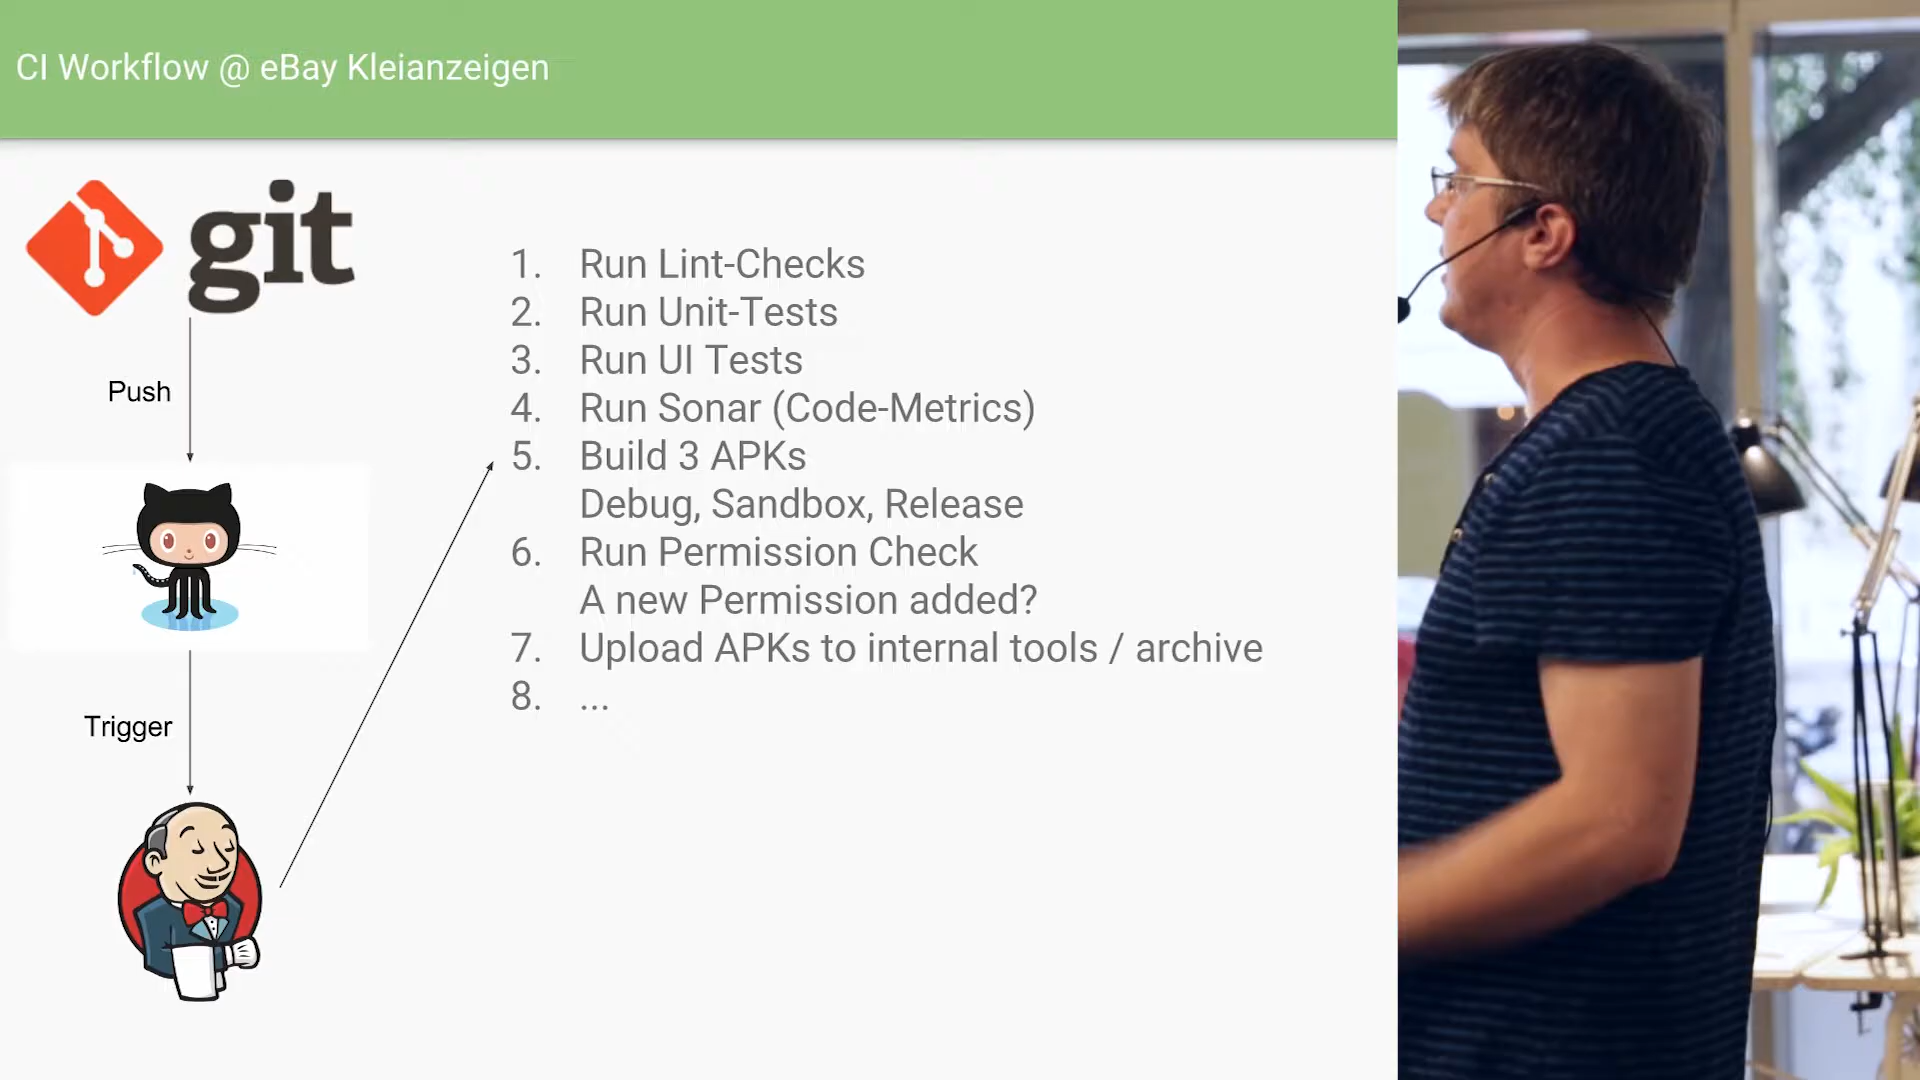 CI Workflow @ eBay Kleianzeigen
git
Push
Trigger
1. Run Lint-Checks
2. Run Unit-Tests
3. Run UI Tests
4. Run Sonar (Code-Metrics)
5. Build 3 APKs
Debug, Sandbox, Release
6. Run Permission Check
A new Permission added?
7. Upload APKs to internal tools / archive
8. ...